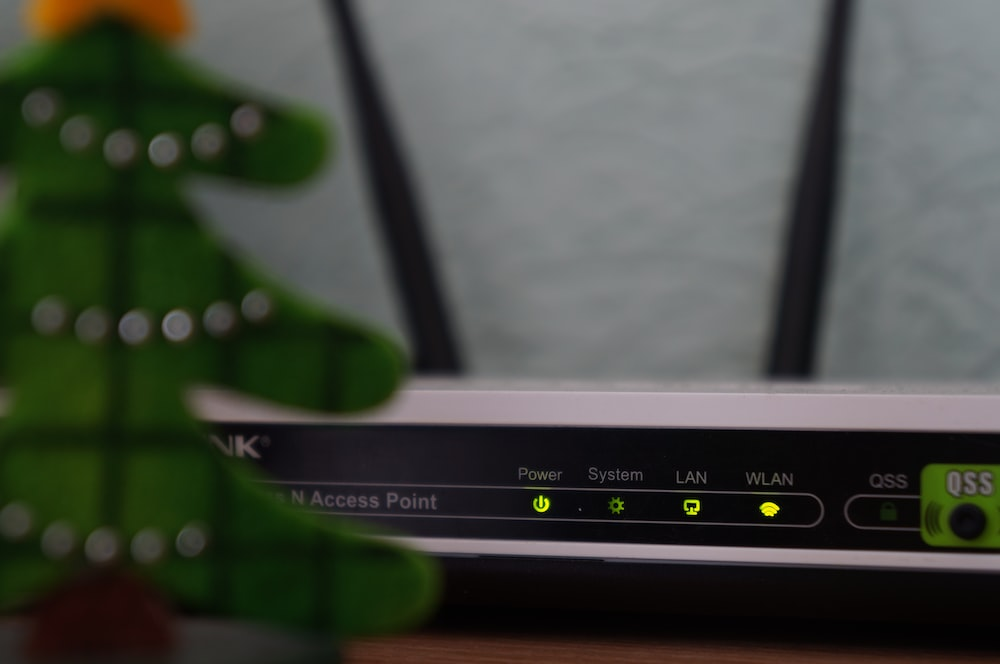 NK®
s N Access Point
Power System LAN WLAN QSS
QSS